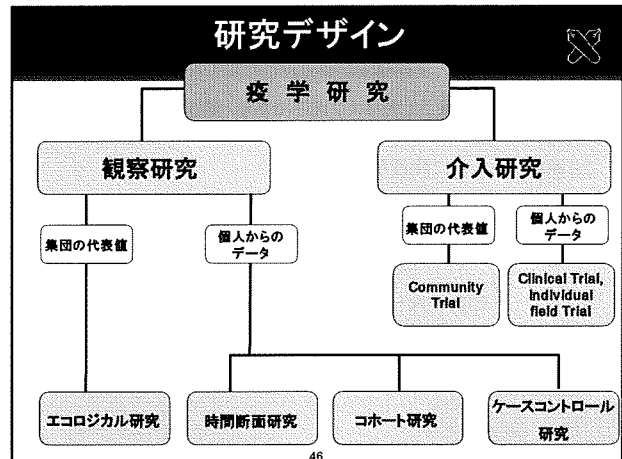 研究デザイン
疫学研究
観察研究
介入研究
集団の代表値
個人からの
データ
集団の代表値
個人からの
データ
Community
Trial
Clinical Trial,
Individual
field Trial
エコロジカル研究
時間断面研究
コホート研究
ケースコントロール
研究
46